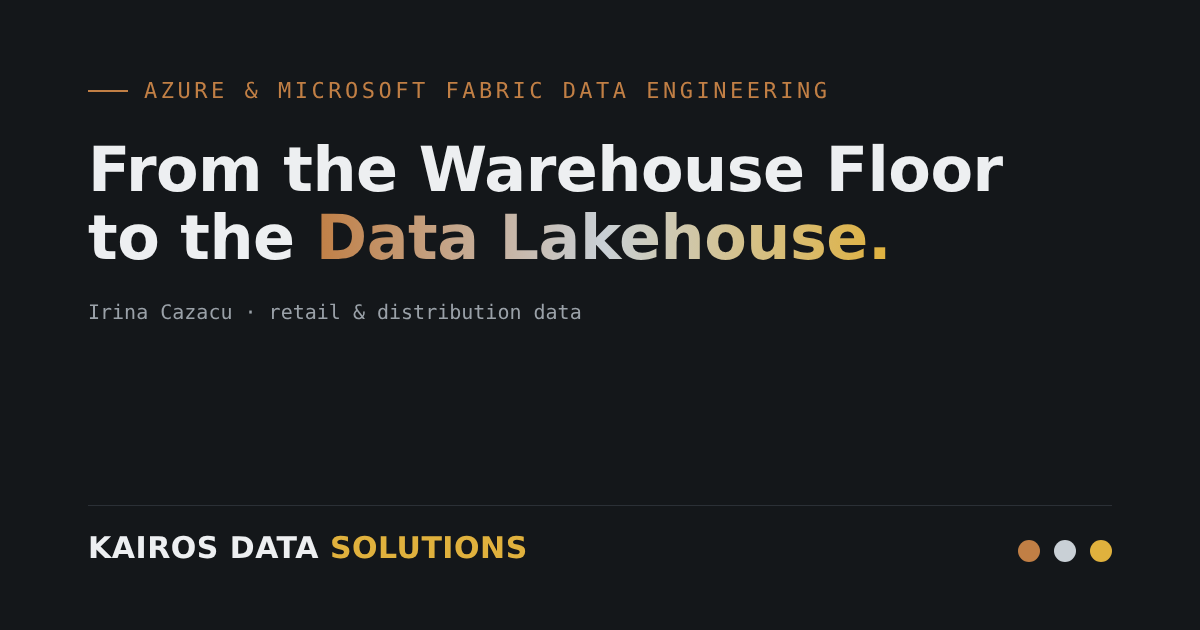 AZURE & MICROSOFT FABRIC DATA ENGINEERING
From the Warehouse Floor
to the Data Lakehouse.
Irina Cazacu · retail & distribution data
KAIROS DATA SOLUTIONS